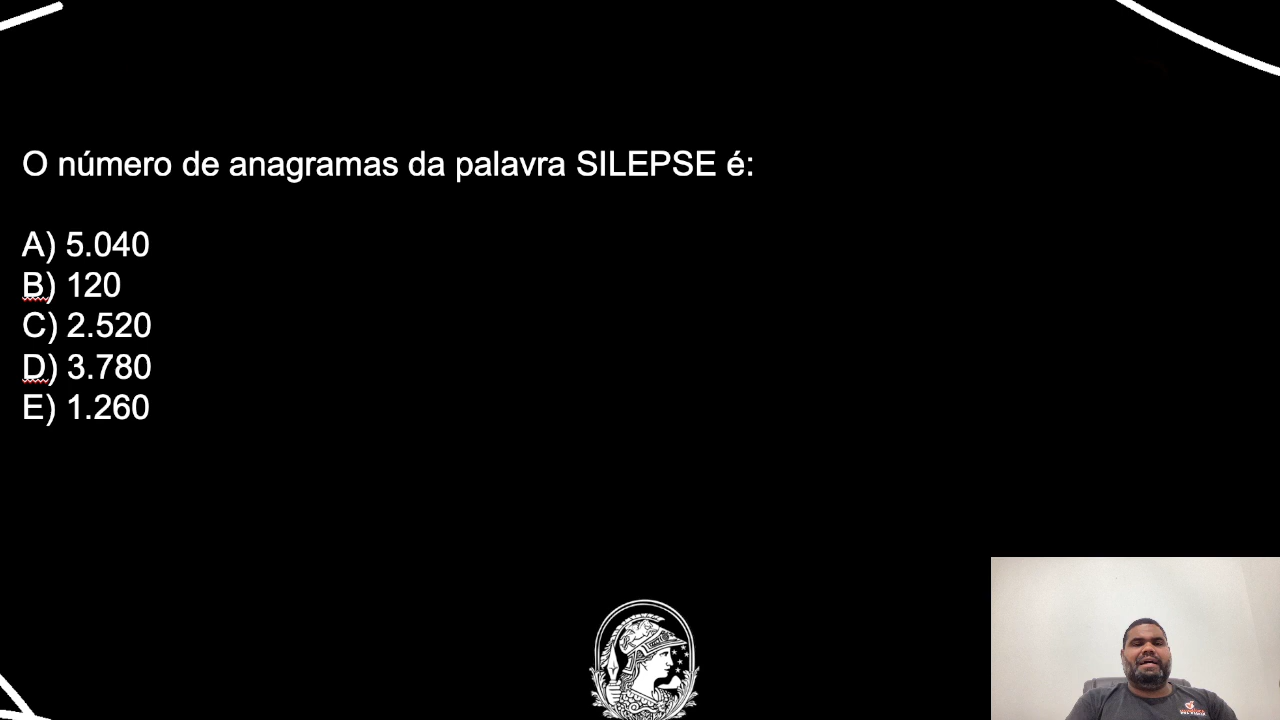 O número de anagramas da palavra SILEPSE é:
A) 5.040
B) 120
C) 2.520
D) 3.780
E) 1.260